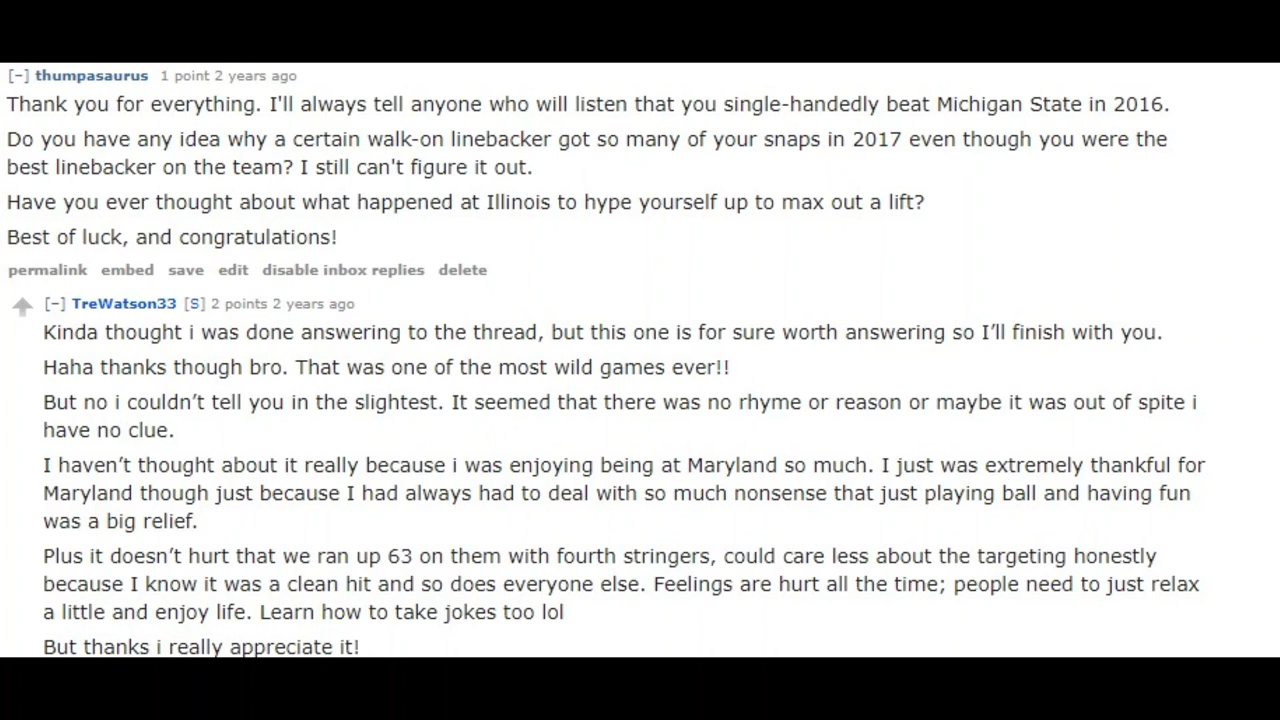 [–] thumpasaurus 1 point 2 years ago
Thank you for everything. I'll always tell anyone who will listen that you single-handedly beat Michigan State in 2016.
Do you have any idea why a certain walk-on linebacker got so many of your snaps in 2017 even though you were the
best linebacker on the team? I still can't figure it out.
Have you ever thought about what happened at Illinois to hype yourself up to max out a lift?
Best of luck, and congratulations!
permalink embed save edit disable inbox replies delete
[–] TreWatson33 [S] 2 points 2 years ago
Kinda thought i was done answering to the thread, but this one is for sure worth answering so I’ll finish with you.
Haha thanks though bro. That was one of the most wild games ever!!
But no i couldn’t tell you in the slightest. It seemed that there was no rhyme or reason or maybe it was out of spite i
have no clue.
I haven’t thought about it really because i was enjoying being at Maryland so much. I just was extremely thankful for
Maryland though just because I had always had to deal with so much nonsense that just playing ball and having fun
was a big relief.
Plus it doesn’t hurt that we ran up 63 on them with fourth stringers, could care less about the targeting honestly
because I know it was a clean hit and so does everyone else. Feelings are hurt all the time; people need to just relax
a little and enjoy life. Learn how to take jokes too lol
But thanks i really appreciate it!